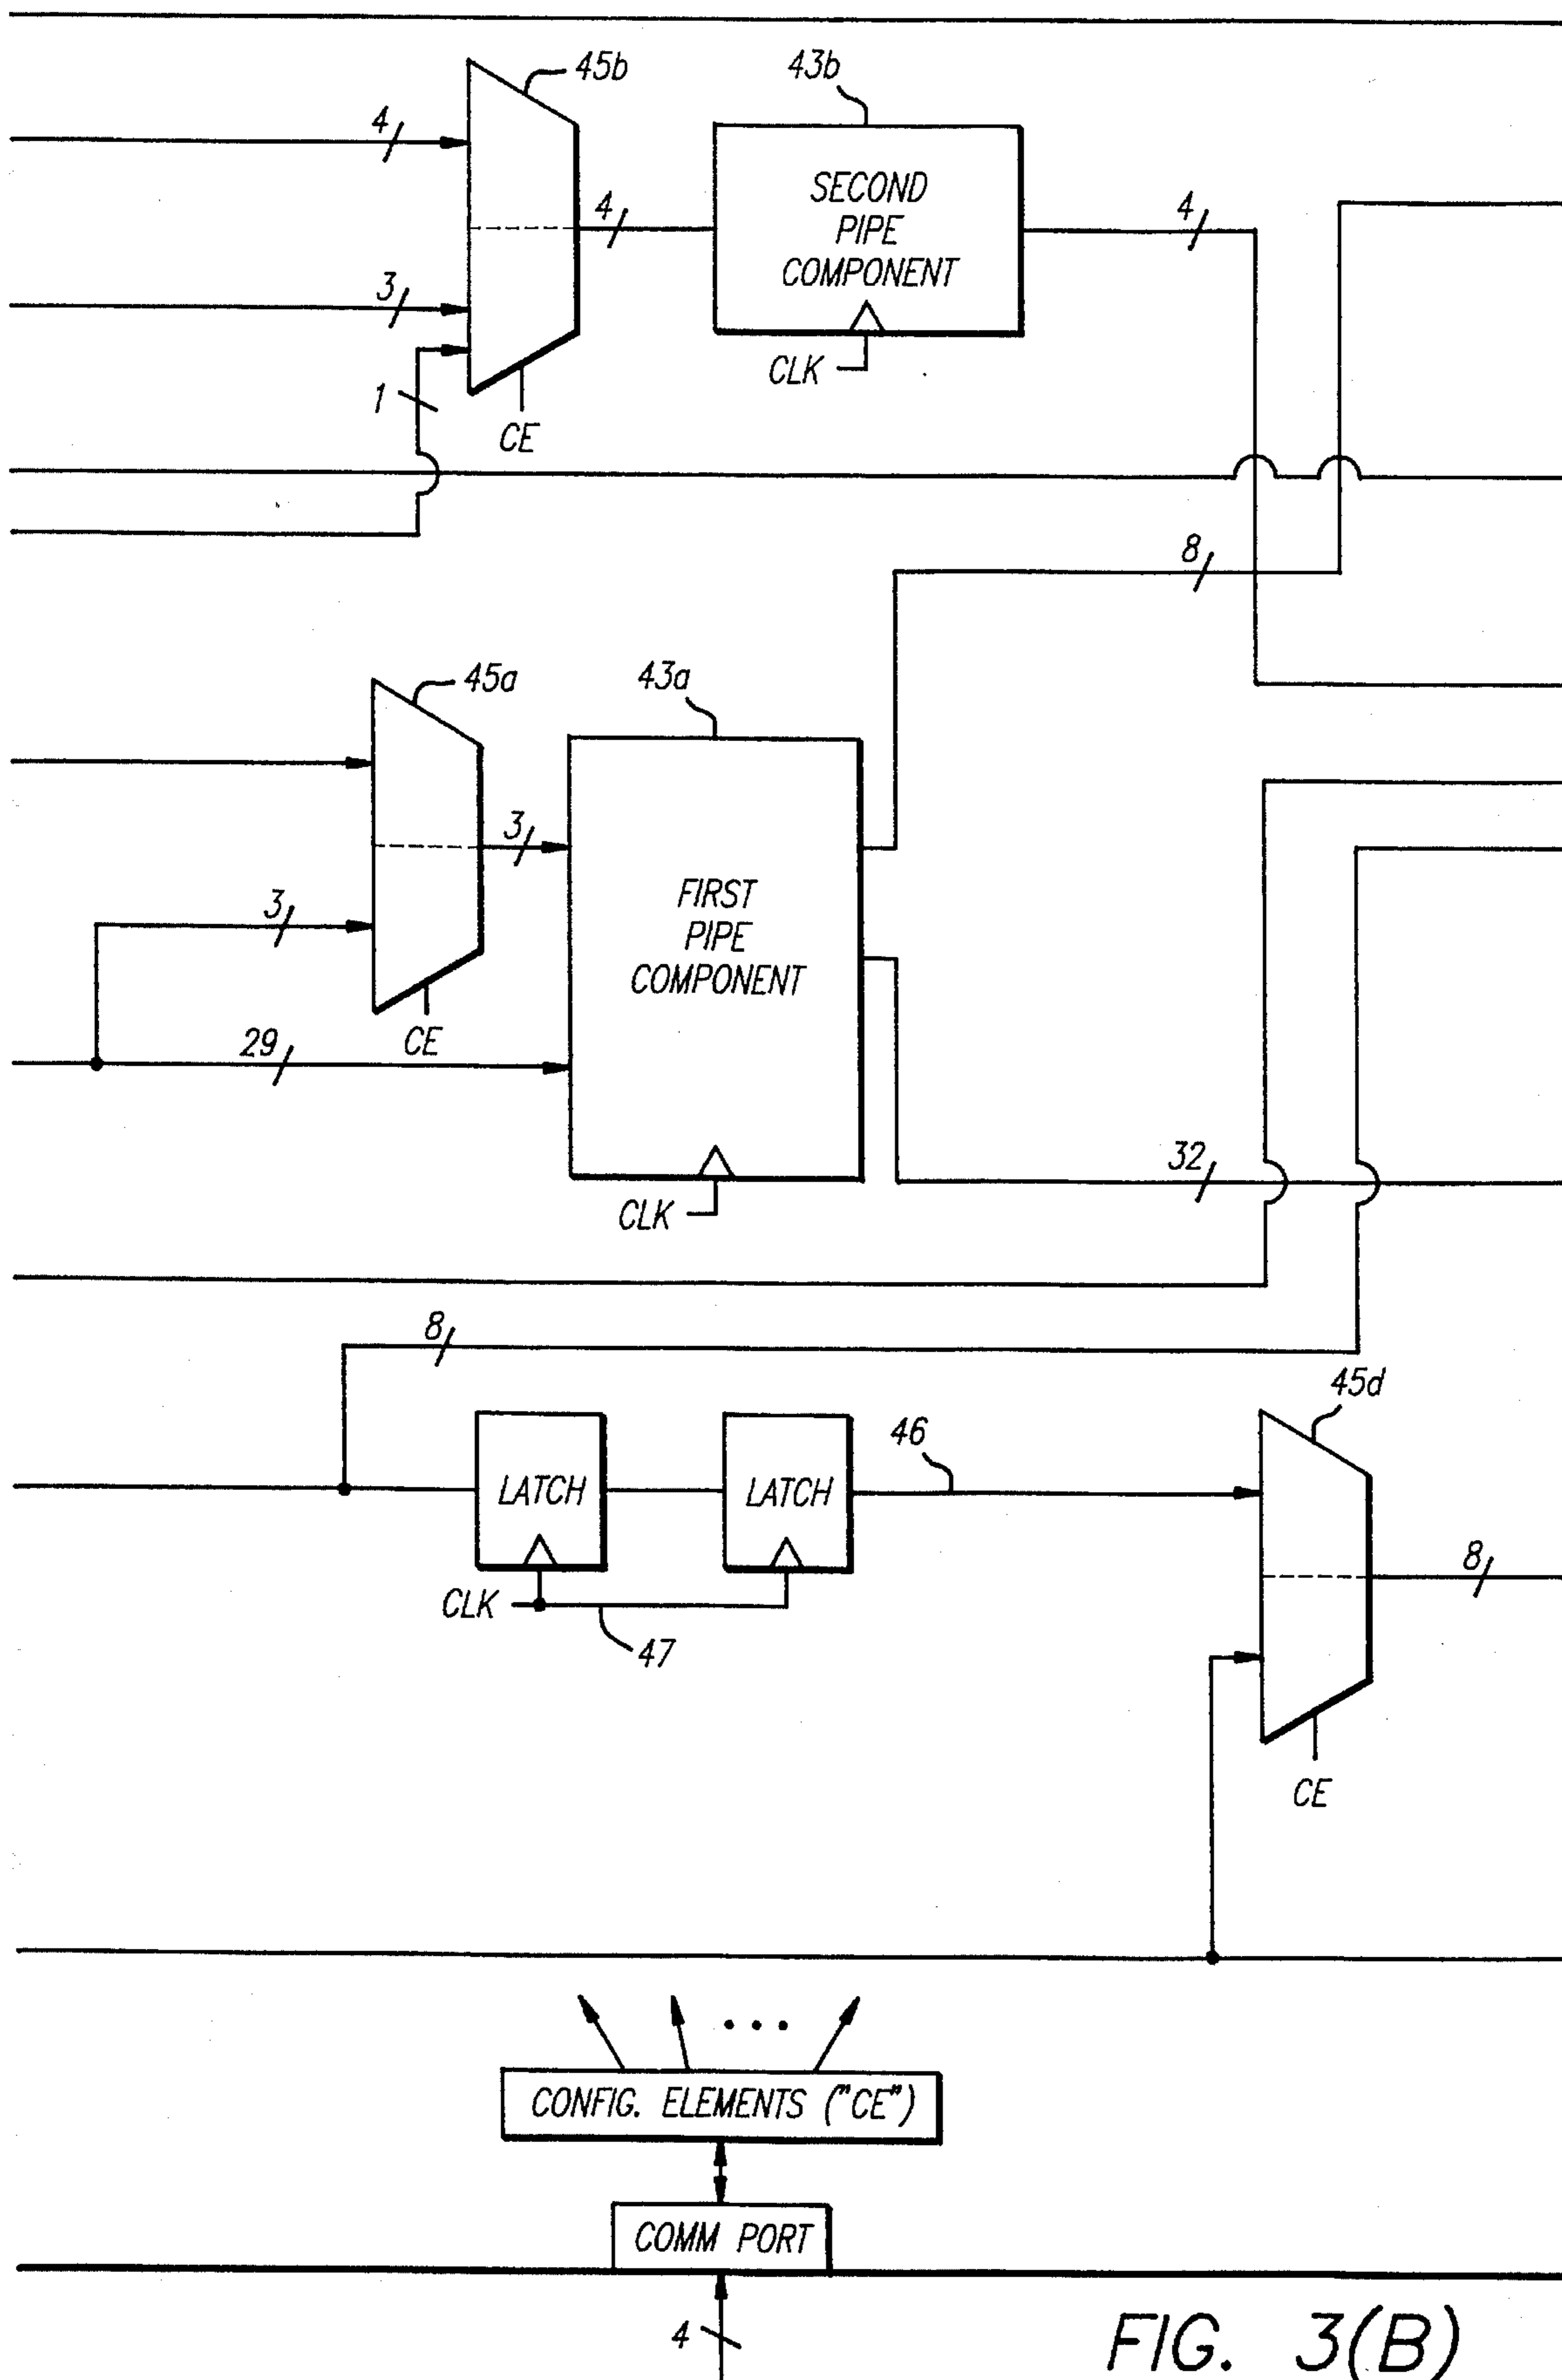 45b
43b
4
SECOND
PIPE
COMPONENT
4
4
3
CLK
1
CE
8
45a
43a
3
FIRST
PIPE
COMPONENT
3
CE
29
32
CLK
8
45d
46
LATCH
LATCH
8
CLK
47
CE
• • •
CONFIG. ELEMENTS ("CE")
COMM PORT
4
FIG. 3(B)